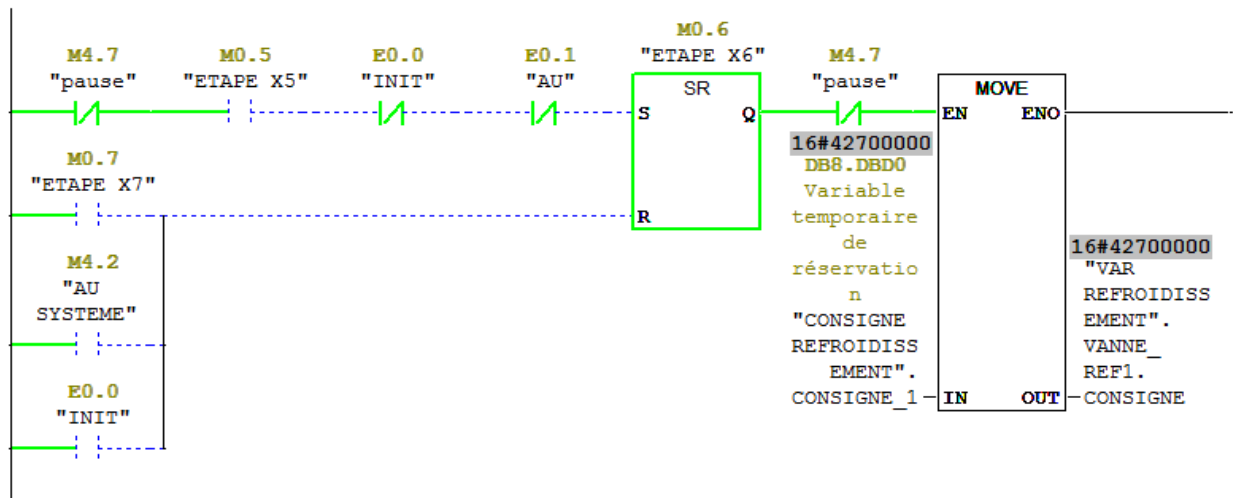 M0.6
M4.7 M0.5 E0.0 E0.1 "ETAPE X6" M4.7
"pause" "ETAPE X5" "INIT" "AU" SR "pause" MOVE
S Q EN ENO
16#42700000
M0.7
"ETAPE X7"
R
DB8.DBD0
Variable
temporaire
de
réservatio
n
"CONSIGNE
REFROIDISS
EMENT".
CONSIGNE_1 IN OUT
16#42700000
"VAR
REFROIDISS
EMENT".
VANNE_
REF1.
CONSIGNE
M4.2
"AU
SYSTEME"
E0.0
"INIT"